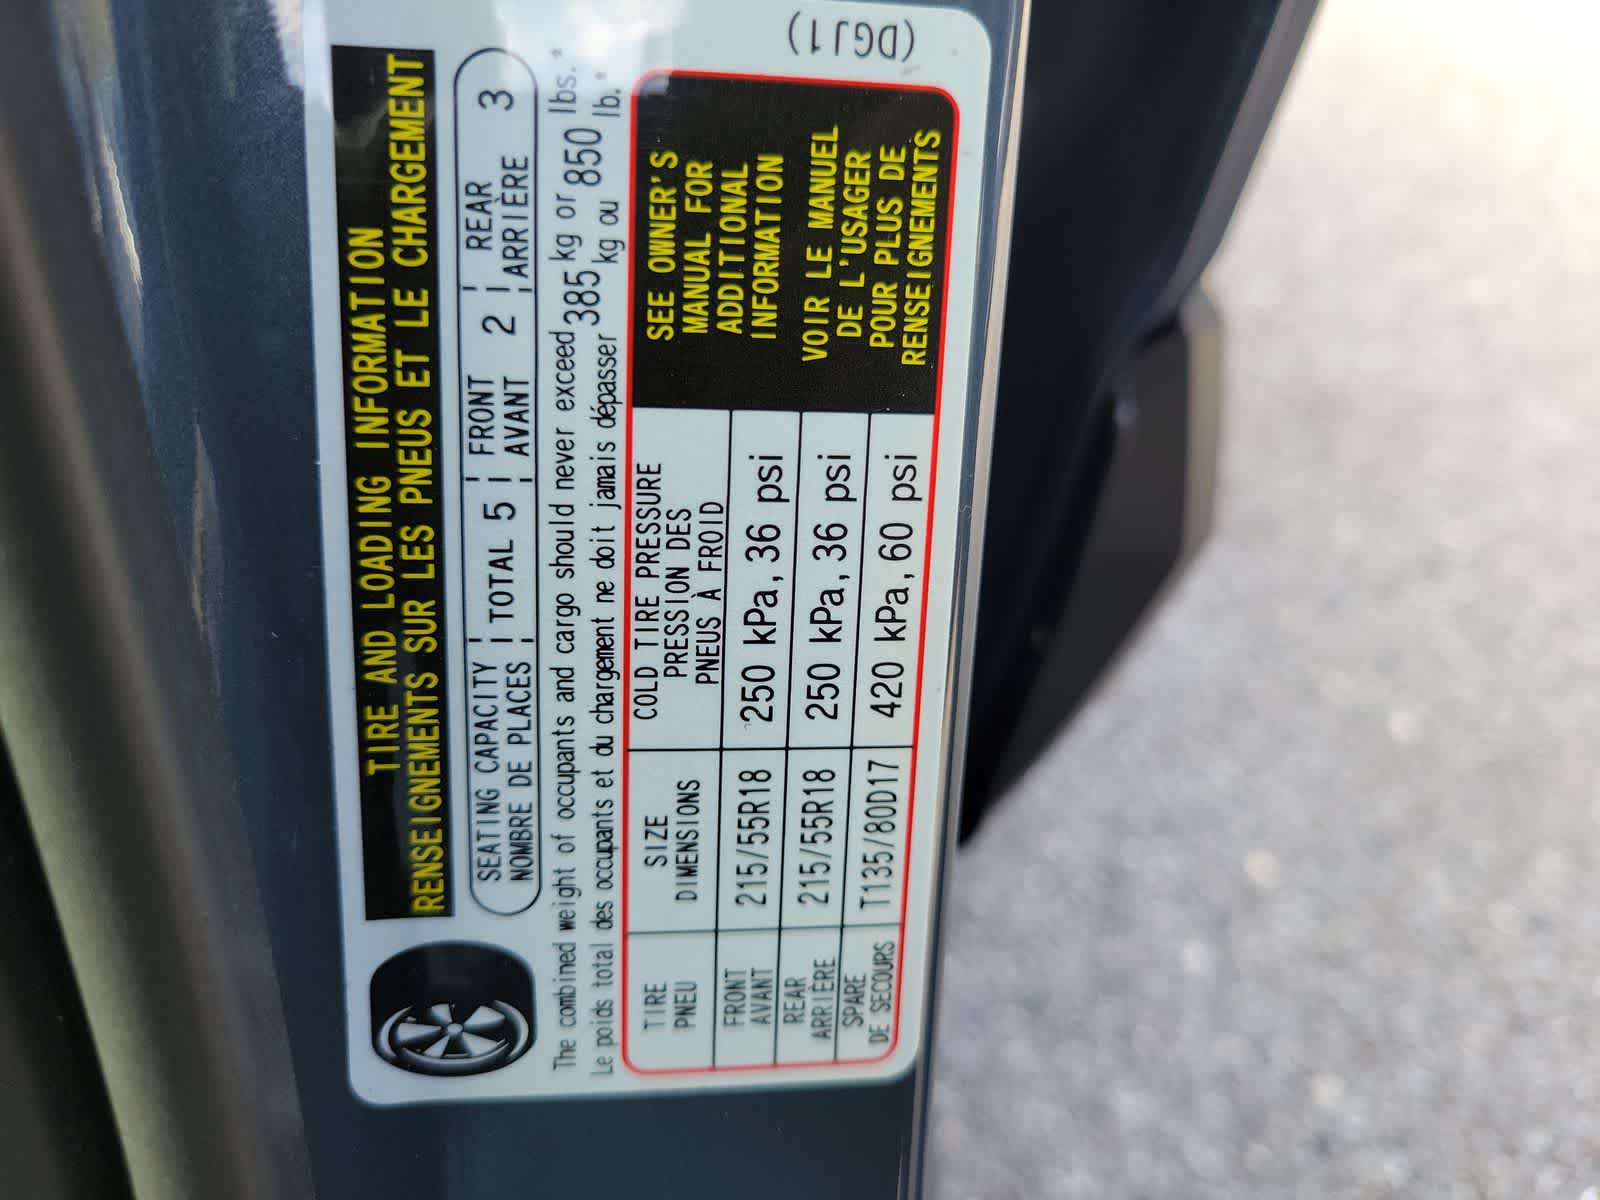 TIRE AND LOADING INFORMATION
RENSEIGNEMENTS SUR LES PNEUS ET LE CHARGEMENT
SEATING CAPACITY
NOMBRE DE PLACES
TOTAL 5
FRONT
AVANT
2
REAR
ARRIÈRE
3
The combined weight of occupants and cargo should never exceed 385 kg or 850 lbs.*
Le poids total des occupants et du chargement ne doit jamais dépasser 385 kg ou 850 lb.*
TIRE
PNEU
SIZE
DIMENSIONS
COLD TIRE PRESSURE
PRESSION DES
PNEUS À FROID
FRONT
AVANT
215/55R18
250 kPa, 36 psi
REAR
ARRIÈRE
215/55R18
250 kPa, 36 psi
SPARE
DE SECOURS
T135/80D17
420 kPa, 60 psi
SEE OWNER'S
MANUAL FOR
ADDITIONAL
INFORMATION
VOIR LE MANUEL
DE L'USAGER
POUR PLUS DE
RENSEIGNEMENTS
(DGJ1)